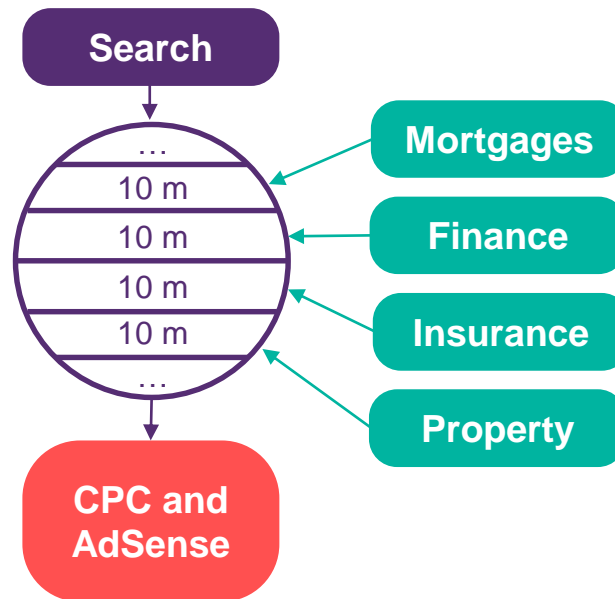 Search
…
10 m
10 m
10 m
10 m
…
Mortgages
Finance
Insurance
Property
CPC and
AdSense